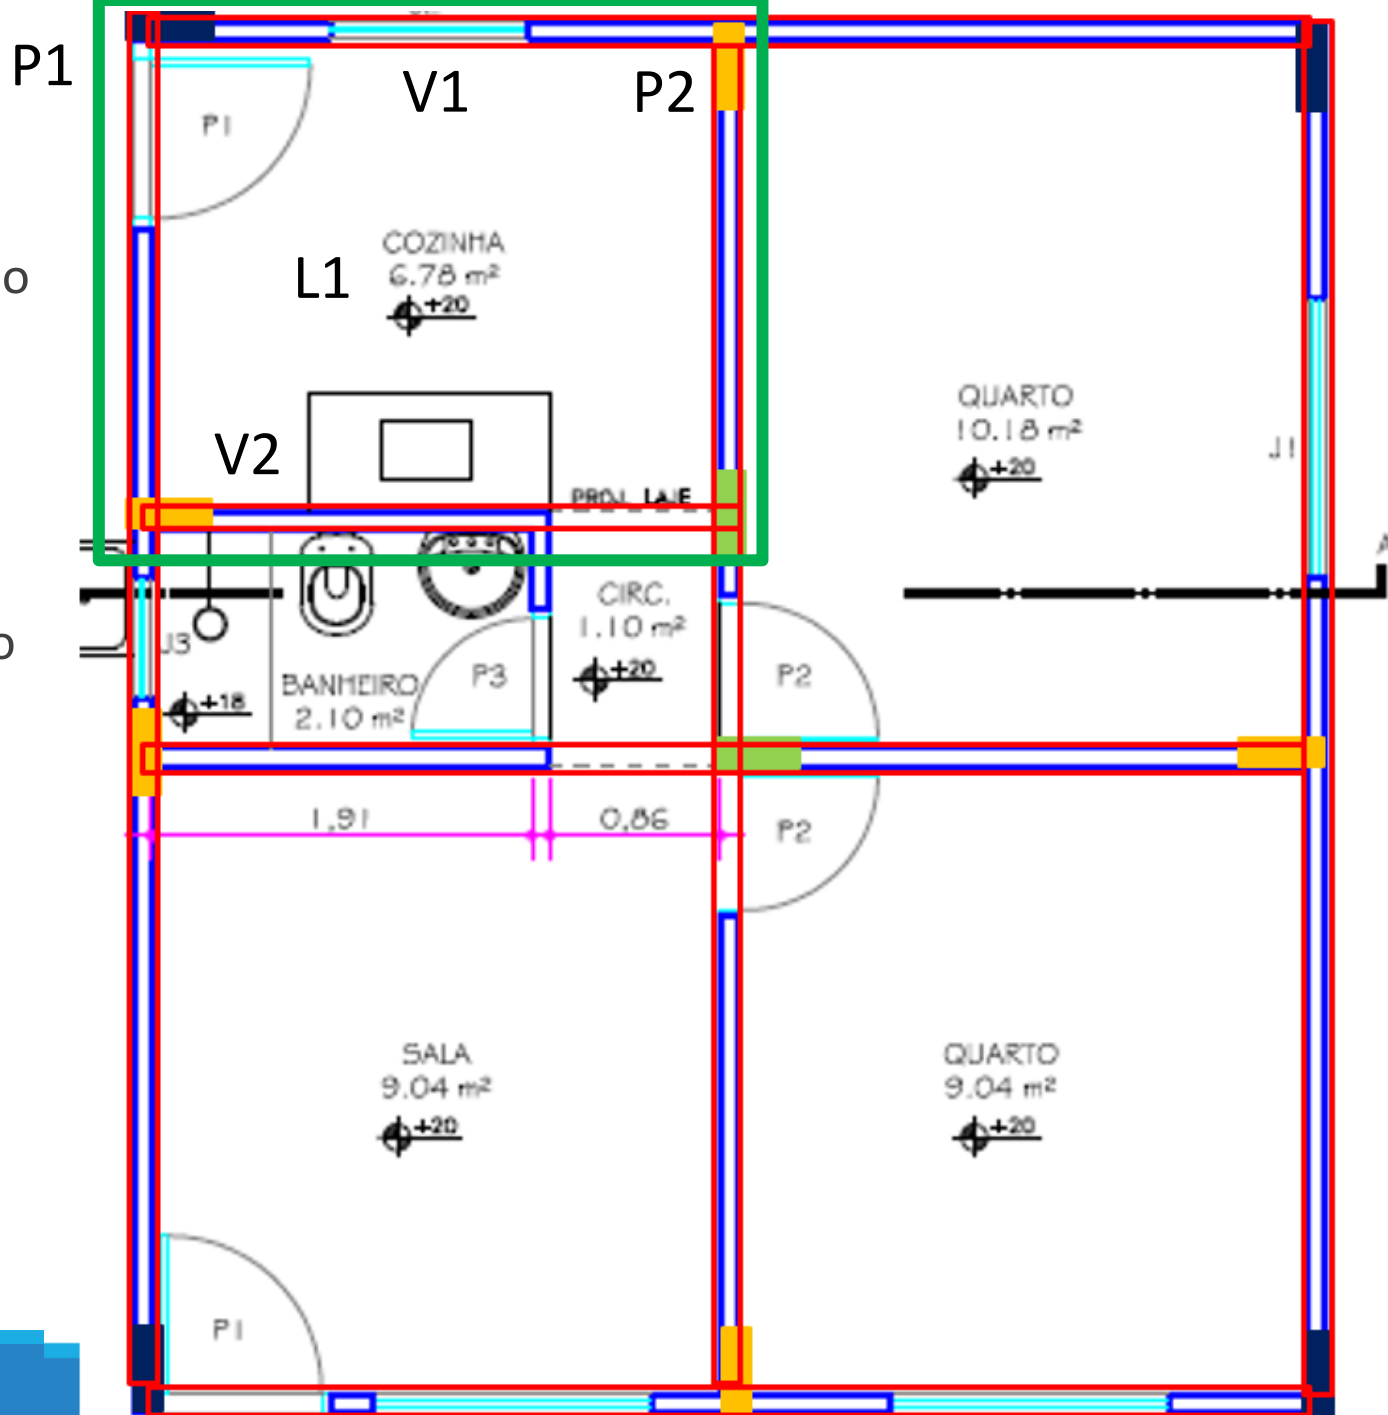 P1
V1
P2
P1
COZINHA
6.78 m²
+20
L1
o
QUARTO
10.18 m²
+20
J1
V2
PROJ. LAJE
A
CIRC.
1.10 m²
+20
J3
o
P3
P2
BANHEIRO
2.10 m²
+18
1,91
0,86
P2
SALA
9.04 m²
+20
QUARTO
9.04 m²
+20
P1